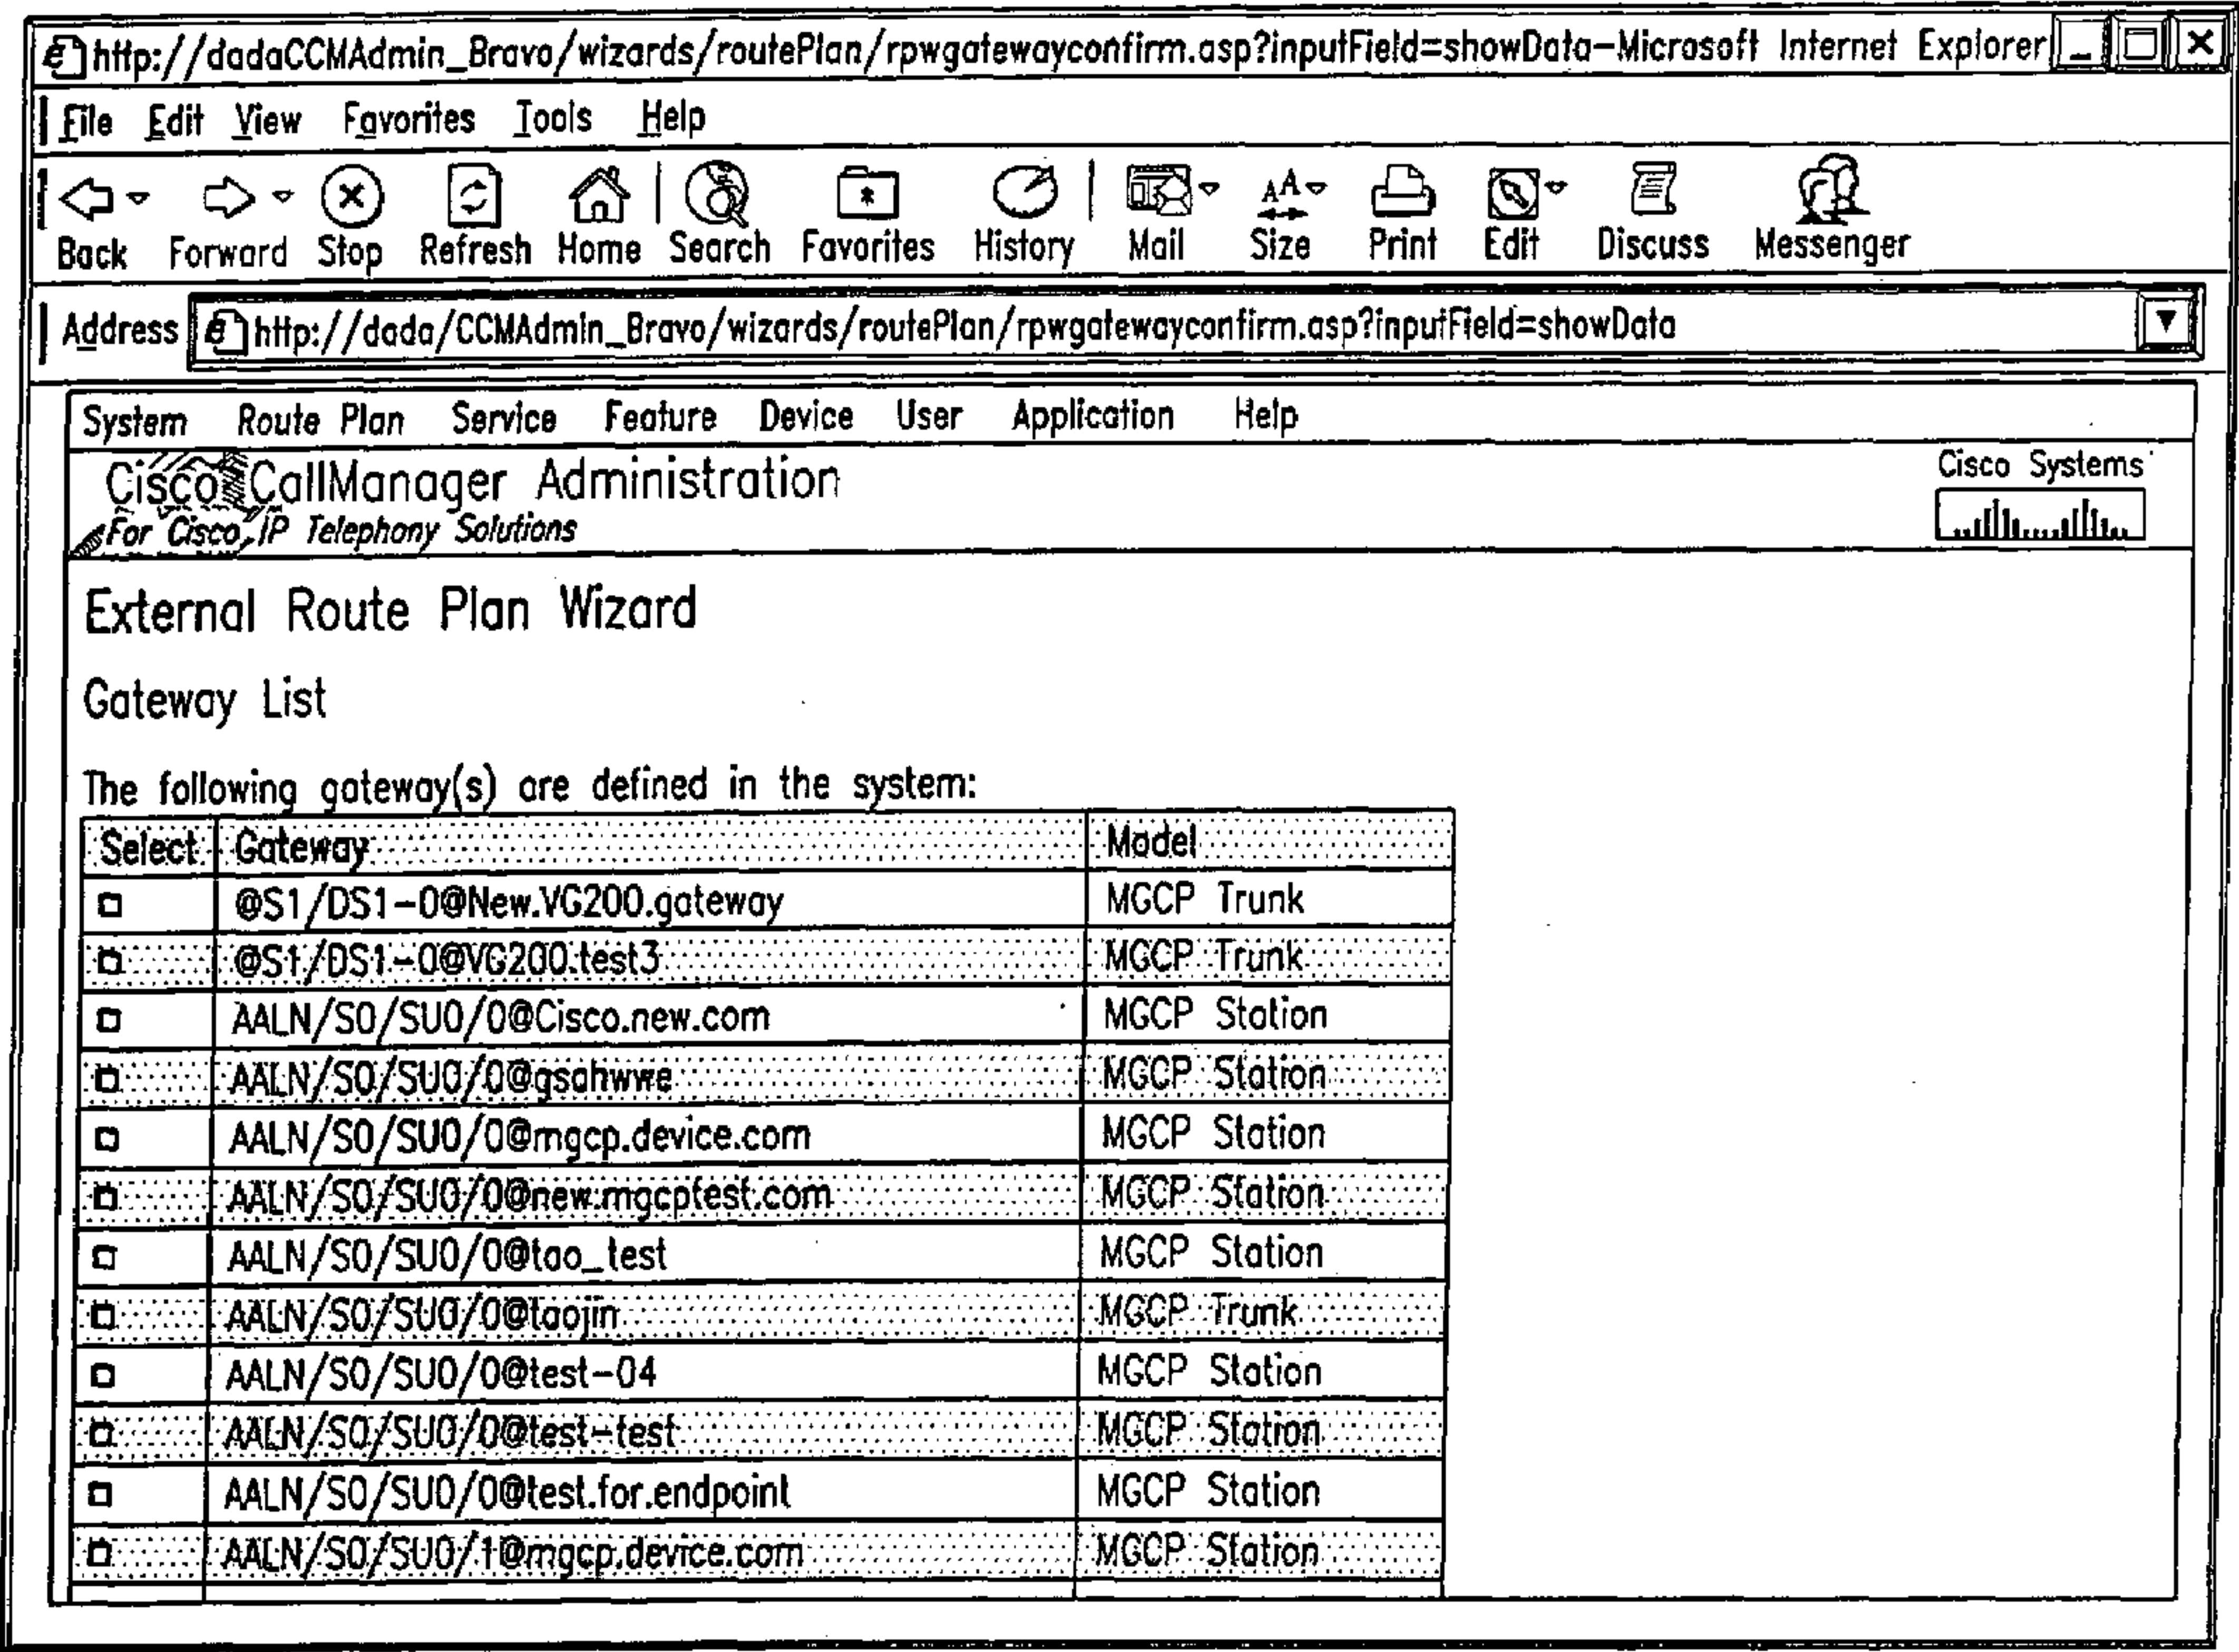 http://dadaCCMAdmin_Bravo/wizards/routePlan/rpwgatewayconfirm.asp?inputField=showData-Microsoft Internet Explorer
File Edit View Favorites Tools Help
Back Forward Stop Refresh Home Search Favorites History Mail Size Print Edit Discuss Messenger
Address http://dada/CCMAdmin_Bravo/wizards/routePlan/rpwgatewayconfirm.asp?inputField=showData
System Route Plan Service Feature Device User Application Help
Cisco CallManager Administration
Cisco Systems
For Cisco IP Telephony Solutions
External Route Plan Wizard
Gateway List
The following gateway(s) are defined in the system:
Select Gateway Model
@S1/DS1-0@New.VG200.gateway MGCP Trunk
@S1/DS1-0@VG200.test3 MGCP Trunk
AALN/S0/SU0/0@Cisco.new.com MGCP Station
AALN/S0/SU0/0@gsahwwe MGCP Station
AALN/S0/SU0/0@mgcp.device.com MGCP Station
AALN/S0/SU0/0@new.mgcptest.com MGCP Station
AALN/S0/SU0/0@tao_test MGCP Station
AALN/S0/SU0/0@taojin MGCP Trunk
AALN/S0/SU0/0@test-04 MGCP Station
AALN/S0/SU0/0@test-test MGCP Station
AALN/S0/SU0/0@test.for.endpoint MGCP Station
AALN/S0/SU0/1@mgcp.device.com MGCP Station